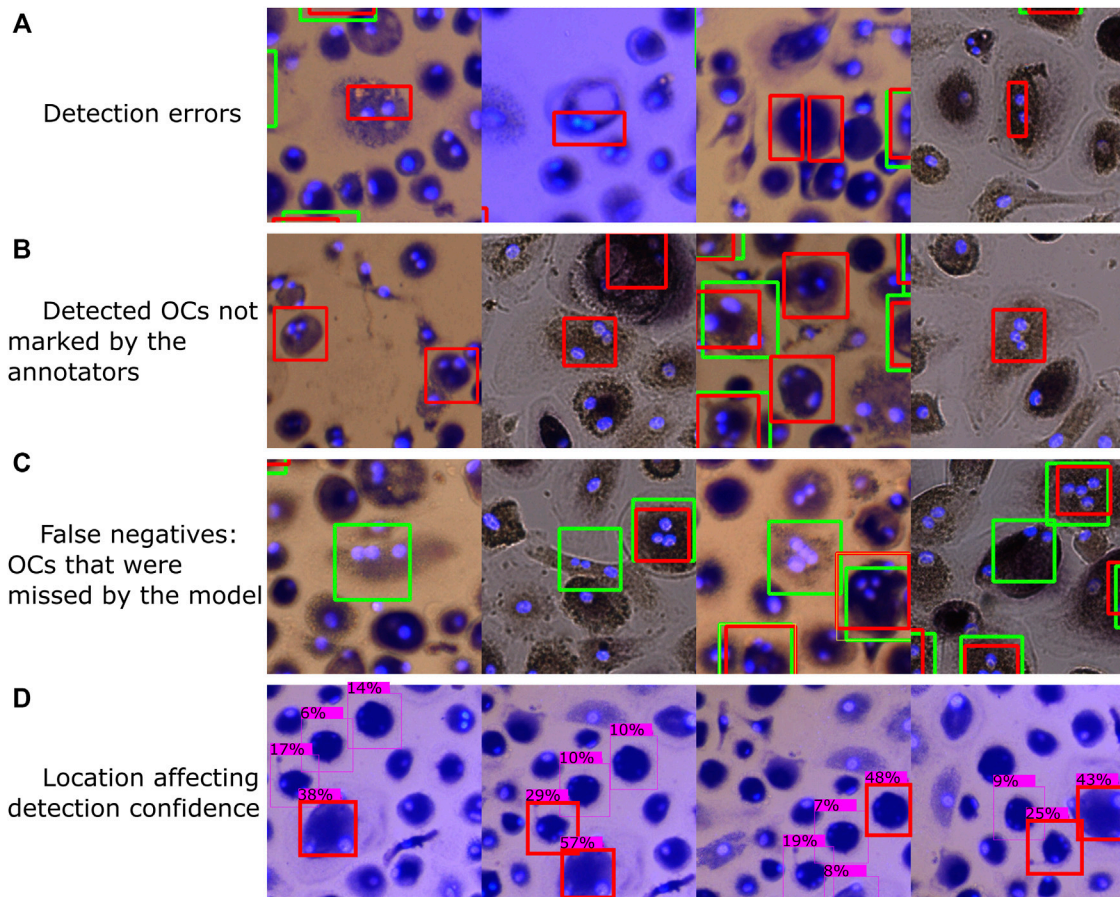 A
Detection errors
B
Detected OCs not
marked by the
annotators
C
False negatives:
OCs that were
missed by the model
D
Location affecting
detection confidence
14%
6%
17%
38%
10%
10%
29%
57%
48%
7%
19%
8%
43%
9%
25%